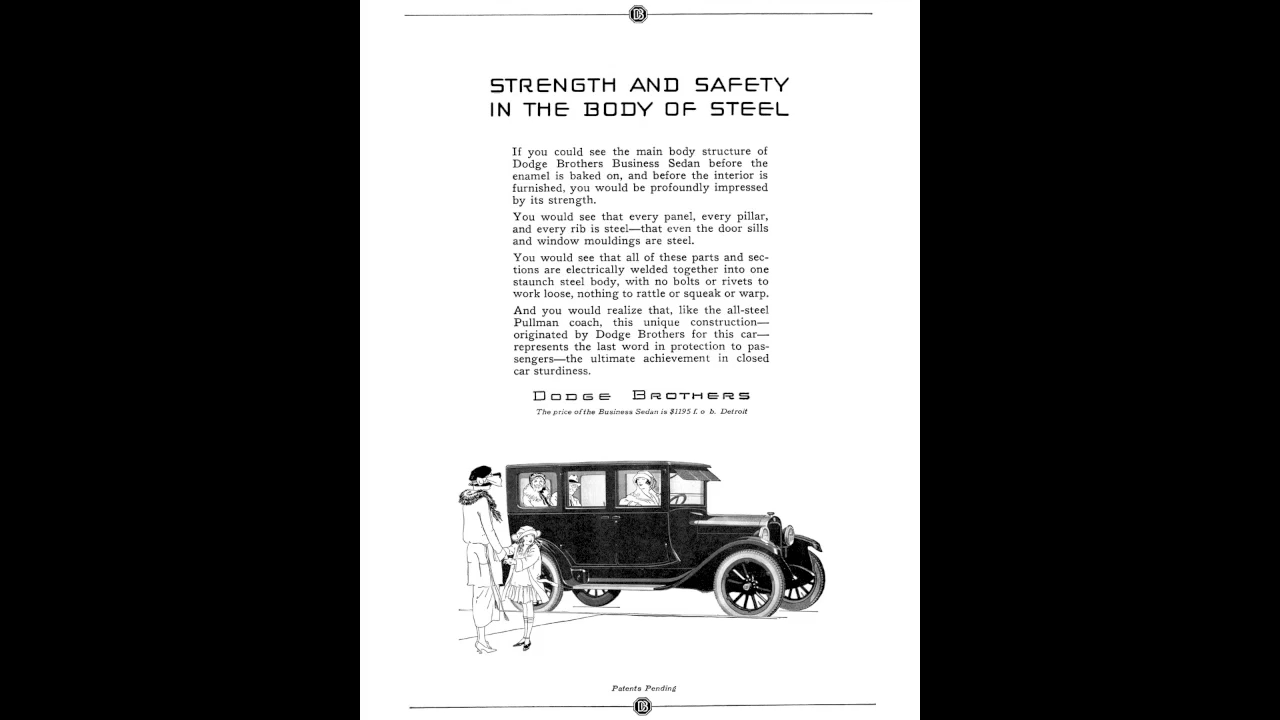 DB
STRENGTH AND SAFETY
IN THE BODY OF STEEL
If you could see the main body structure of
Dodge Brothers Business Sedan before the
enamel is baked on, and before the interior is
furnished, you would be profoundly impressed
by its strength.
You would see that every panel, every pillar,
and every rib is steel—that even the door sills
and window mouldings are steel.
You would see that all of these parts and sec-
tions are electrically welded together into one
staunch steel body, with no bolts or rivets to
work loose, nothing to rattle or squeak or warp.
And you would realize that, like the all-steel
Pullman coach, this unique construction—
originated by Dodge Brothers for this car—
represents the last word in protection to pas-
sengers—the ultimate achievement in closed
car sturdiness.
DODGE BROTHERS
The price of the Business Sedan is $1195 f. o b. Detroit
Patents Pending
DB